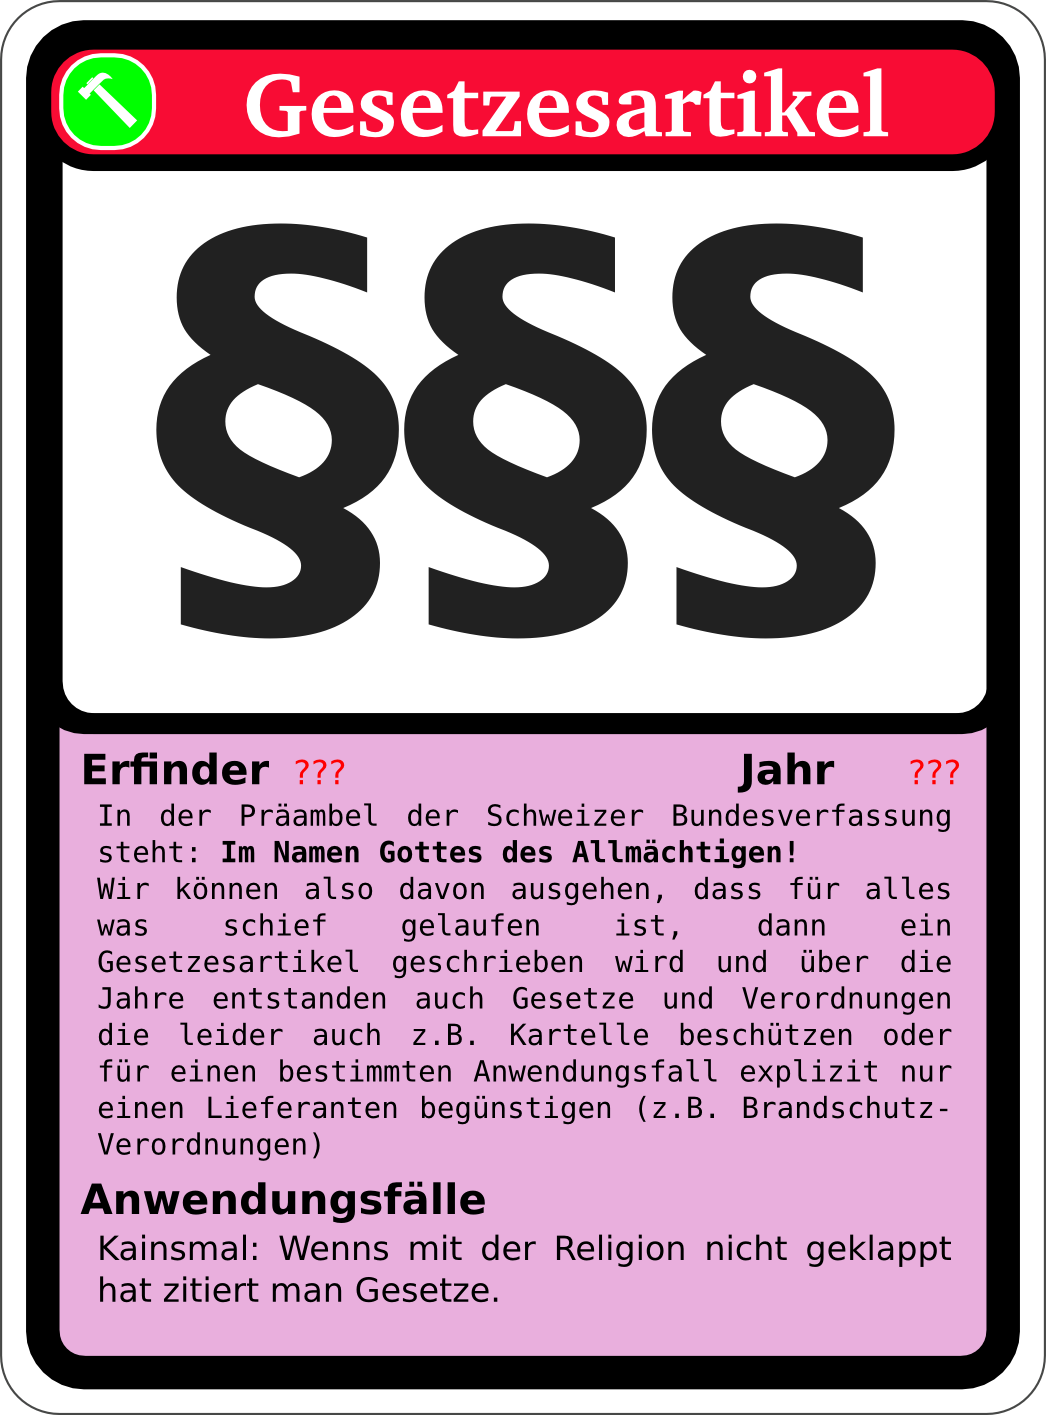 Gesetzesartikel
§§§
Erfinder ??? Jahr ???
In der Präambel der Schweizer Bundesverfassung
steht: Im Namen Gottes des Allmächtigen!
Wir können also davon ausgehen, dass für alles
was schief gelaufen ist, dann ein
Gesetzesartikel geschrieben wird und über die
Jahre entstanden auch Gesetze und Verordnungen
die leider auch z.B. Kartelle beschützen oder
für einen bestimmten Anwendungsfall explizit nur
einen Lieferanten begünstigen (z.B. Brandschutz-
Verordnungen)
Anwendungsfälle
Kainsmal: Wenns mit der Religion nicht geklappt
hat zitiert man Gesetze.